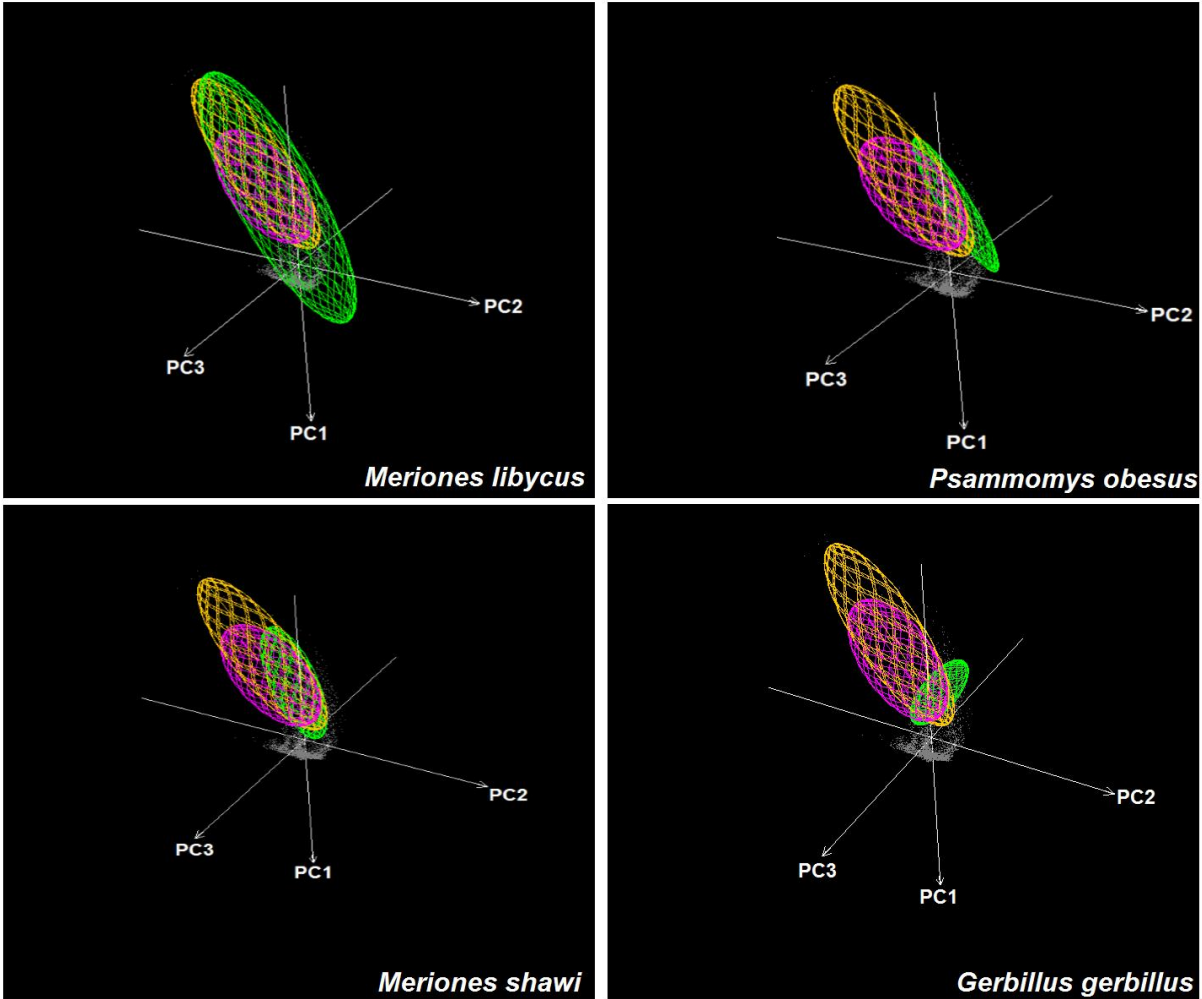 PC2
PC3
PC1
Meriones libycus
PC2
PC3
PC1
Psammomys obesus
PC2
PC3
PC1
Meriones shawi
PC2
PC3
PC1
Gerbillus gerbillus